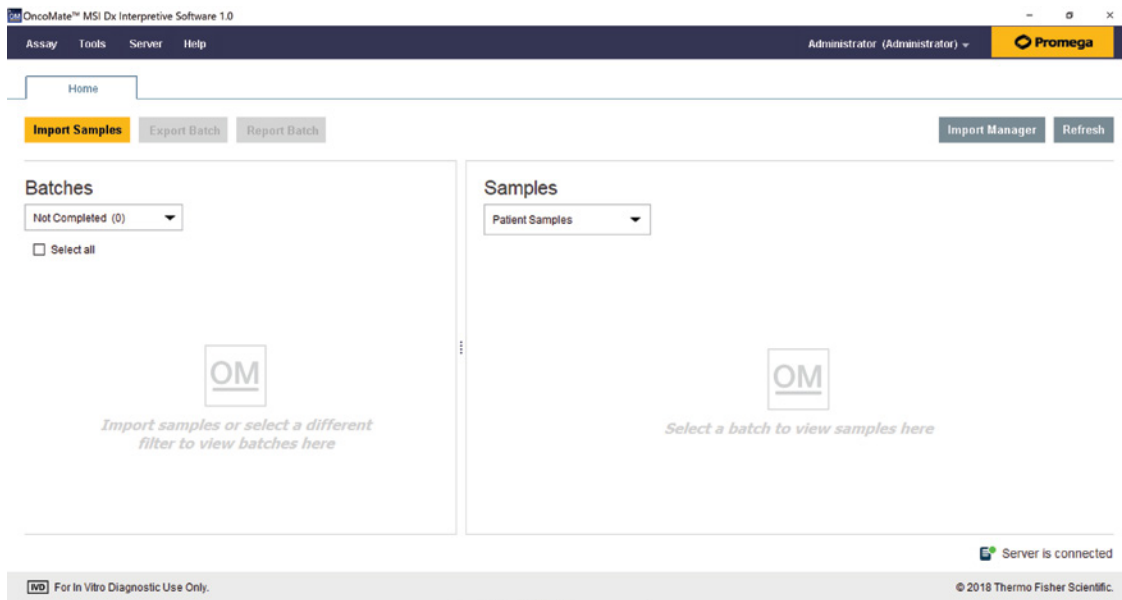 OM OncoMate™ MSI Dx Interpretive Software 1.0
Assay Tools Server Help Administrator (Administrator) Promega
Home
Import Samples Export Batch Report Batch Import Manager Refresh
Batches
Not Completed (0)
Select all
OM
Import samples or select a different
filter to view batches here
Samples
Patient Samples
OM
Select a batch to view samples here
Server is connected
IVD For In Vitro Diagnostic Use Only. © 2018 Thermo Fisher Scientific.